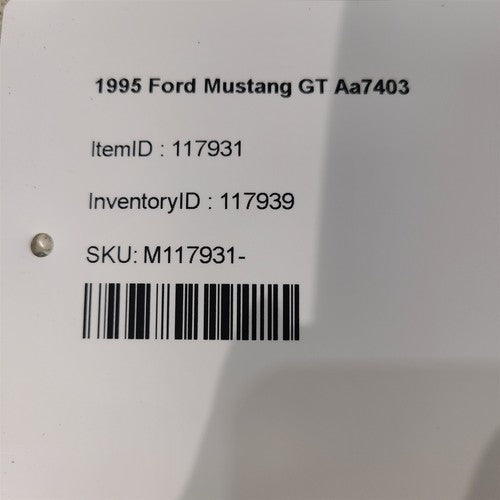 1995 Ford Mustang GT Aa7403
ItemID : 117931
InventoryID : 117939
SKU: M117931-